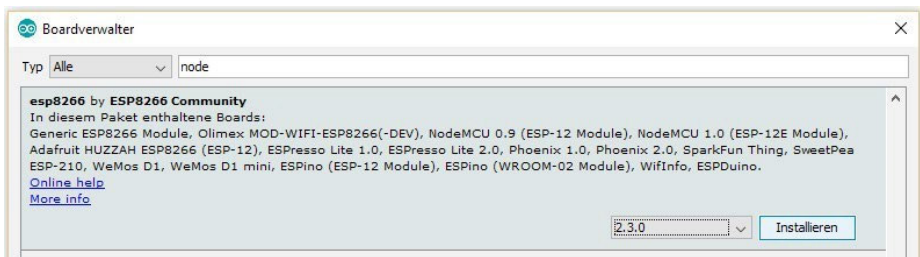 Boardverwalter
Typ Alle node
esp8266 by ESP8266 Community
In diesem Paket enthaltene Boards:
Generic ESP8266 Module, Olimex MOD-WIFI-ESP8266(-DEV), NodeMCU 0.9 (ESP-12 Module), NodeMCU 1.0 (ESP-12E Module),
Adafruit HUZZAH ESP8266 (ESP-12), ESPresso Lite 1.0, ESPresso Lite 2.0, Phoenix 1.0, Phoenix 2.0, SparkFun Thing, SweetPea
ESP-210, WeMos D1, WeMos D1 mini, ESPino (ESP-12 Module), ESPino (WROOM-02 Module), WifInfo, ESPDuino.
Online help
More info
2.3.0 Installieren